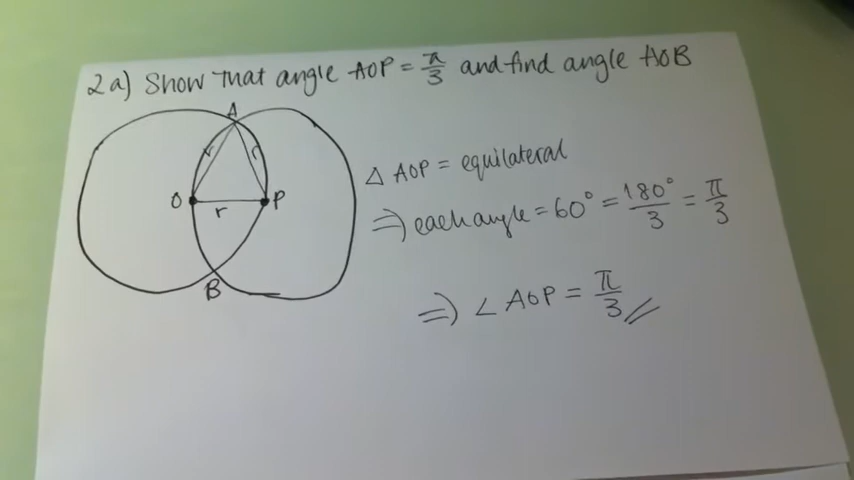 2a) Show that angle AOP = π/3 and find angle AOB
A
r r
O P
r
B
△ AOP = equilateral
⇒ each angle = 60° = 180°/3 = π/3
⇒ ∠AOP = π/3 //